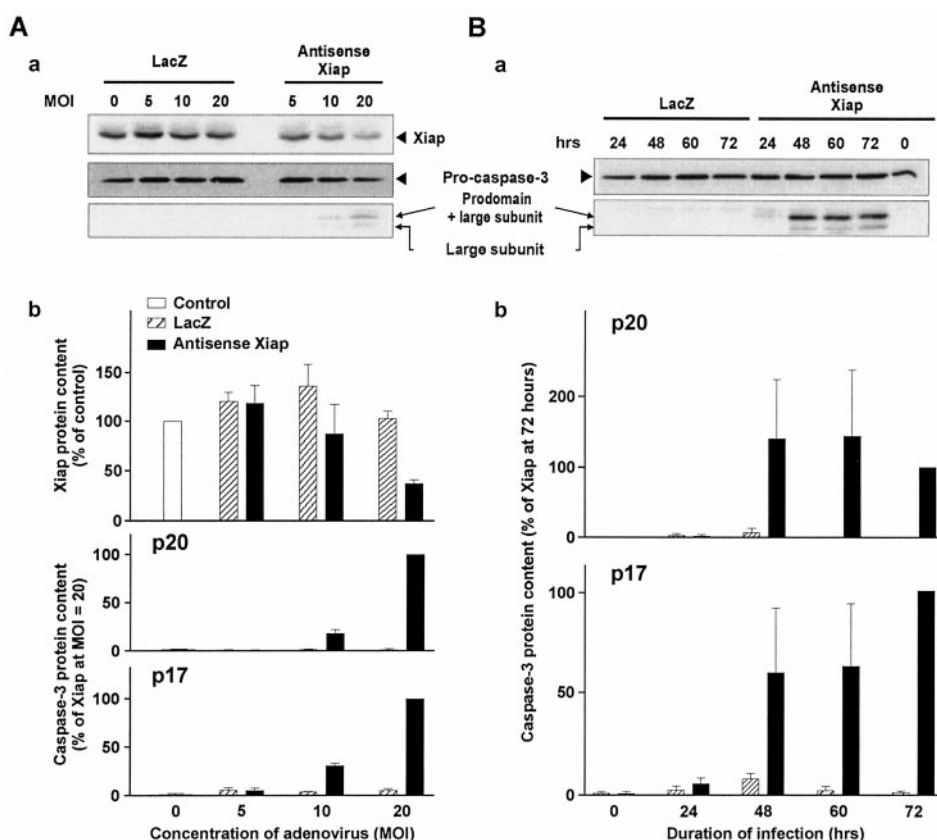 A
a
LacZ
Antisense
Xiap
MOI 0 5 10 20 5 10 20
Xiap
Pro-caspase-3
Prodomain
+ large subunit
Large subunit
b
Control
LacZ
Antisense Xiap
Xiap protein content
(% of control)
150
100
50
0
p20
100
50
0
p17
100
50
0
Caspase-3 protein content
(% of Xiap at MOI = 20)
0 5 10 20
Concentration of adenovirus (MOI)
B
a
LacZ
Antisense
Xiap
hrs 24 48 60 72 24 48 60 72 0
b
p20
200
150
100
50
0
p17
100
50
0
Caspase-3 protein content (% of Xiap at 72 hours)
0 24 48 60 72
Duration of infection (hrs)